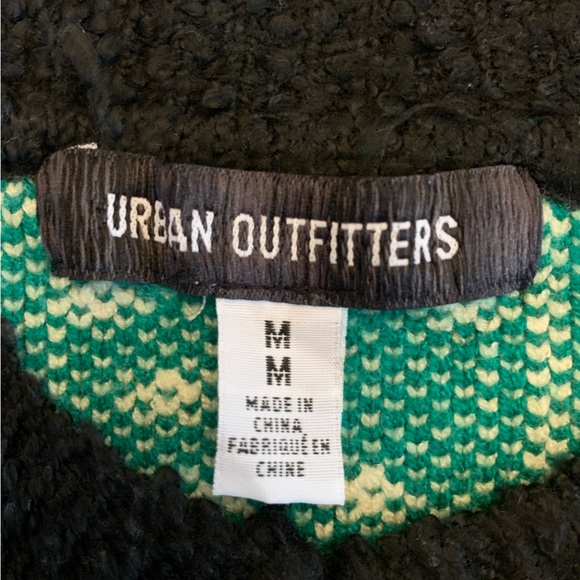 URBAN OUTFITTERS
M
M
MADE IN
CHINA
FABRIQUÉ EN
CHINE